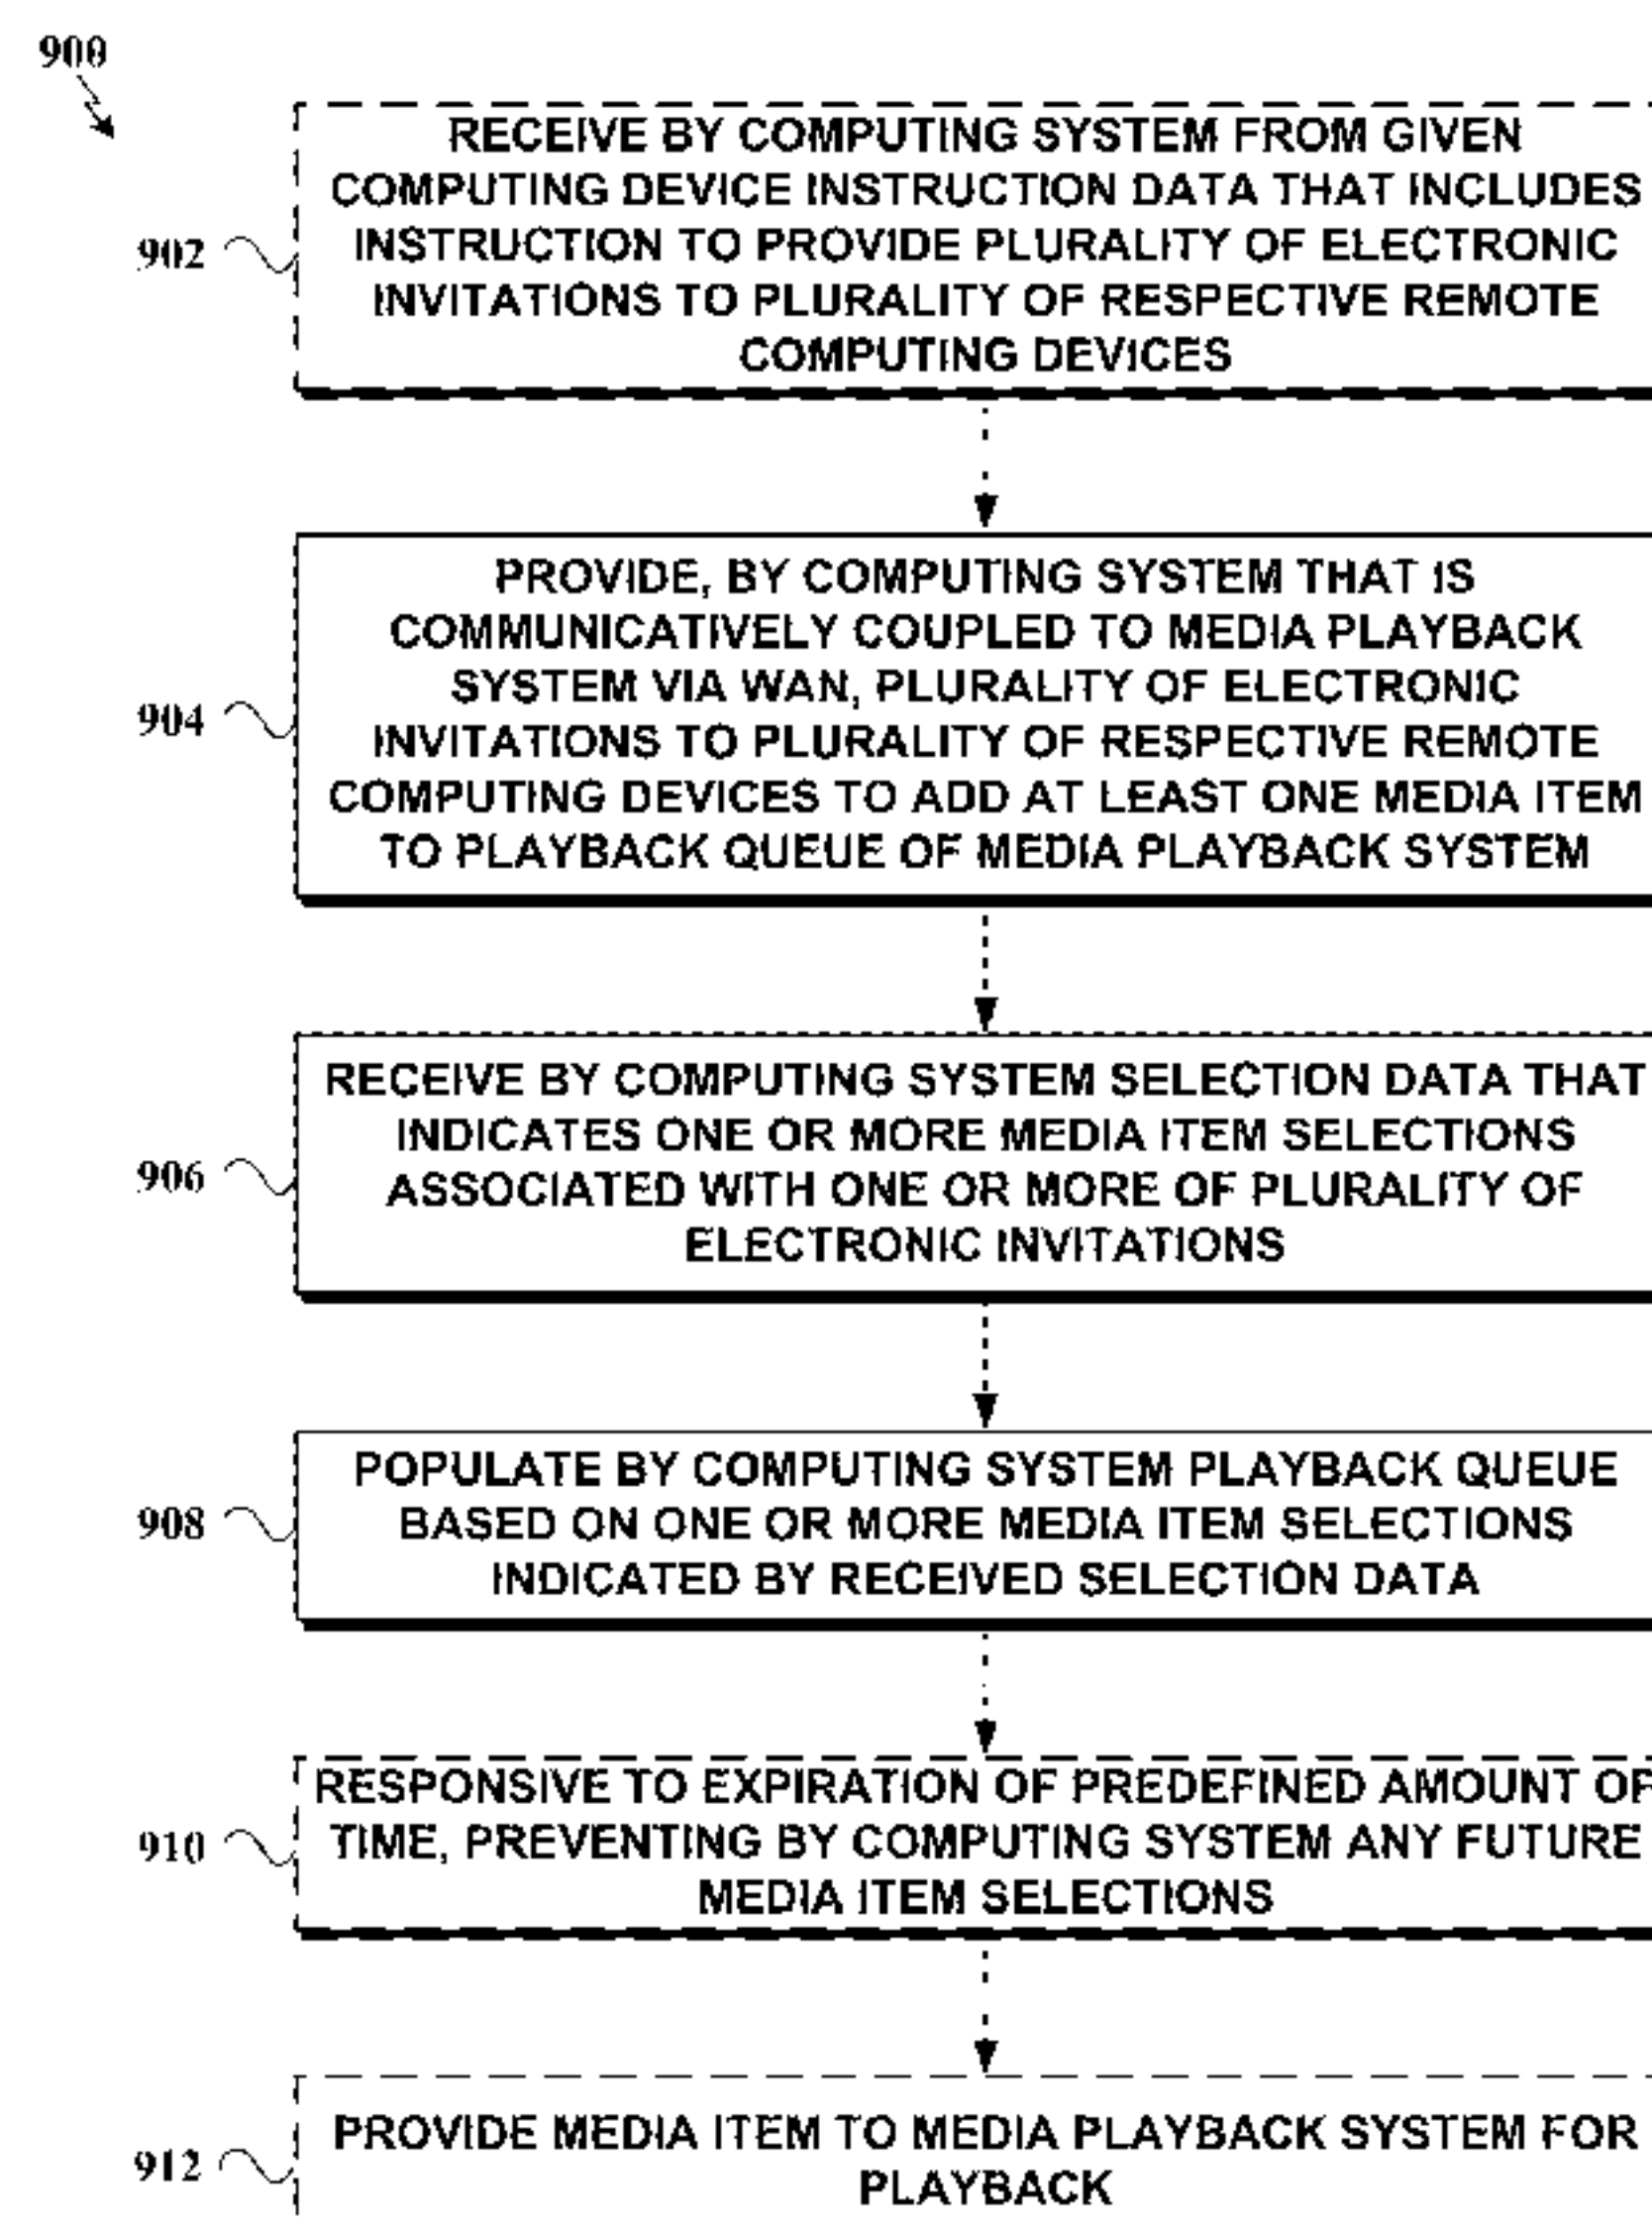 900
RECEIVE BY COMPUTING SYSTEM FROM GIVEN
COMPUTING DEVICE INSTRUCTION DATA THAT INCLUDES
902
INSTRUCTION TO PROVIDE PLURALITY OF ELECTRONIC
INVITATIONS TO PLURALITY OF RESPECTIVE REMOTE
COMPUTING DEVICES
PROVIDE, BY COMPUTING SYSTEM THAT IS
COMMUNICATIVELY COUPLED TO MEDIA PLAYBACK
SYSTEM VIA WAN, PLURALITY OF ELECTRONIC
904
INVITATIONS TO PLURALITY OF RESPECTIVE REMOTE
COMPUTING DEVICES TO ADD AT LEAST ONE MEDIA ITEM
TO PLAYBACK QUEUE OF MEDIA PLAYBACK SYSTEM
RECEIVE BY COMPUTING SYSTEM SELECTION DATA THAT
INDICATES ONE OR MORE MEDIA ITEM SELECTIONS
906
ASSOCIATED WITH ONE OR MORE OF PLURALITY OF
ELECTRONIC INVITATIONS
POPULATE BY COMPUTING SYSTEM PLAYBACK QUEUE
908
BASED ON ONE OR MORE MEDIA ITEM SELECTIONS
INDICATED BY RECEIVED SELECTION DATA
RESPONSIVE TO EXPIRATION OF PREDEFINED AMOUNT OF
910
TIME, PREVENTING BY COMPUTING SYSTEM ANY FUTURE
MEDIA ITEM SELECTIONS
PROVIDE MEDIA ITEM TO MEDIA PLAYBACK SYSTEM FOR
912
PLAYBACK